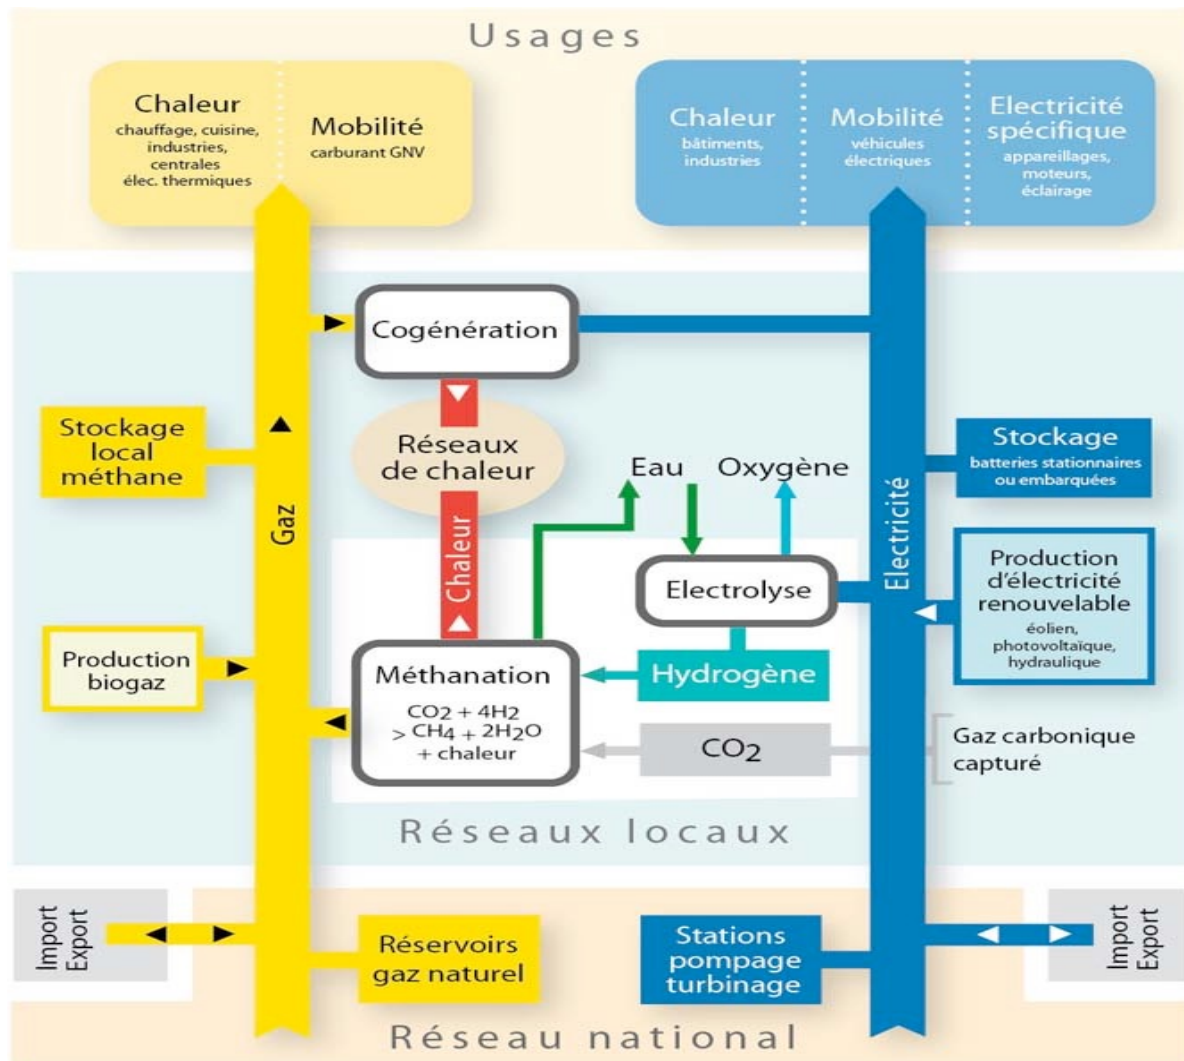 Usages
Chaleur
chauffage, cuisine,
industries,
centrales
élec. thermiques
Mobilité
carburant GNV
Chaleur
bâtiments,
industries
Mobilité
véhicules
électriques
Electricité
spécifique
appareillages,
moteurs,
éclairage
Cogénération
Stockage
local
méthane
Réseaux
de chaleur
Eau
Oxygène
Stockage
batteries stationnaires
ou embarquées
Gaz
Chaleur
Electricité
Electrolyse
Production
d'électricité
renouvelable
éolien,
photovoltaïque,
hydraulique
Production
biogaz
Méthanation
CO2 + 4H2
> CH4 + 2H2O
+ chaleur
Hydrogène
CO2
Gaz carbonique
capturé
Réseaux locaux
Import
Export
Réservoirs
gaz naturel
Stations
pompage
turbinage
Import
Export
Réseau national